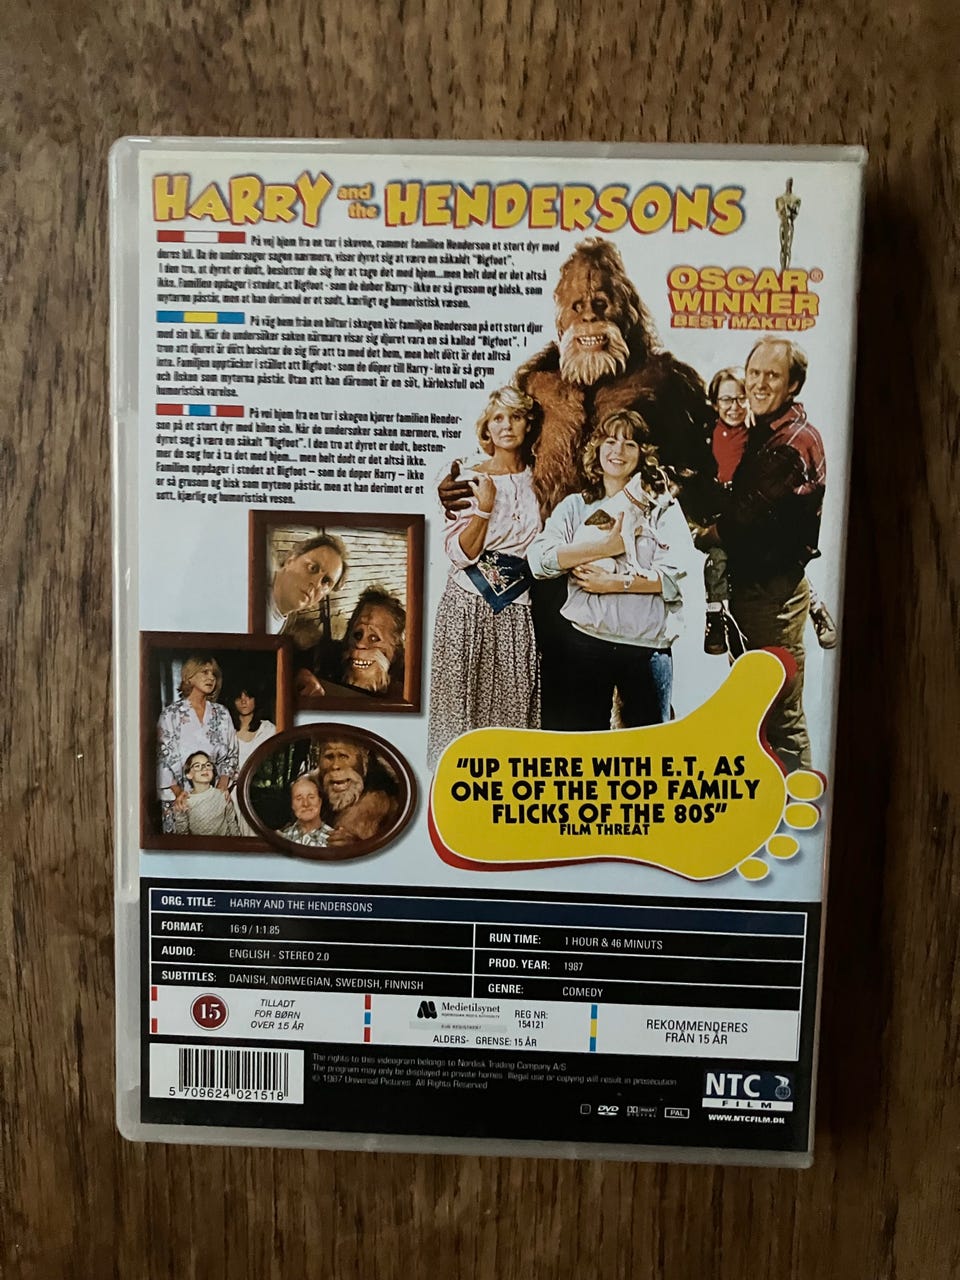 HARRY and the HENDERSONS
OSCAR®
WINNER
BEST MAKEUP
På vej hjem fra en tur i skoven, rammer familien Henderson et stort dyr med
deres bil. Da de undersøger sagen nærmere, viser dyret sig at være en såkaldt "Bigfoot".
I den tro, at dyret er dødt, beslutter de sig for at tage det med hjem...men helt død er det altså
ikke. Familien opdager i stedet, at Bigfoot - som de døber Harry - ikke er så grusom og bidsk, som
myterne påstår, men at han derimod er et sødt, kærligt og humoristisk væsen.
På väg hem från en biltur i skogen kör familjen Henderson på ett stort djur
med sin bil. När de undersöker saken närmare visar sig djuret vara en så kallad "Bigfoot". I
tron att djuret är dött beslutar de sig för att ta med det hem, men helt dött är det alltså
inte. Familjen upptäcker i stället att Bigfoot - som de döper till Harry - inte är så grym
och ilsken som myterna påstår. Utan att han däremot är en söt, kärleksfull och
humoristisk varelse.
På vei hjem fra en tur i skogen kjører familien Hender-
son på et stort dyr med bilen sin. Når de undersøker saken nærmere, viser
dyret seg å være en såkalt "Bigfoot". I den tro at dyret er dødt, bestem-
mer de seg for å ta det med hjem... men helt dødt er det altså ikke.
Familien oppdager i stedet at Bigfoot – som de døper Harry – ikke
er så grusom og bisk som mytene påstår, men at han derimot er et
søtt, kjærlig og humoristisk vesen.
"UP THERE WITH E.T, AS
ONE OF THE TOP FAMILY
FLICKS OF THE 80S"
FILM THREAT
ORG. TITLE: HARRY AND THE HENDERSONS
FORMAT: 16:9 / 1:1.85
AUDIO: ENGLISH - STEREO 2.0
SUBTITLES: DANISH, NORWEGIAN, SWEDISH, FINNISH
RUN TIME: 1 HOUR & 46 MINUTS
PROD. YEAR: 1987
GENRE: COMEDY
15
TILLADT
FOR BØRN
OVER 15 ÅR
Medietilsynet
REG NR:
154121
ALDERS- GRENSE: 15 ÅR
REKOMMENDERES
FRÅN 15 ÅR
5 709624 021518
The rights to this videogram belongs to Nordisk Trading Company A/S
The program may only be displayed in private homes. Illegal use or copying will result in prosecution
© 1987 Universal Pictures. All Rights Reserved
DVD
DOLBY
DIGITAL
PAL
NTC
FILM
WWW.NTCFILM.DK